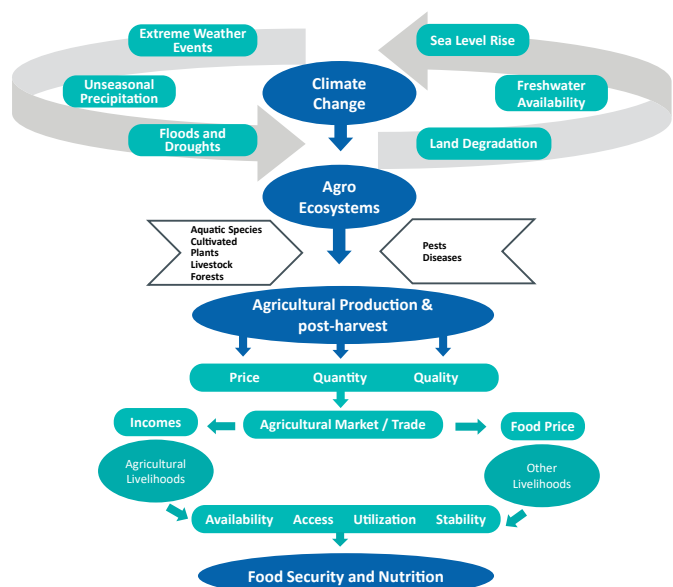 Extreme Weather
Events
Sea Level Rise
Climate
Change
Unseasonal
Precipitation
Freshwater
Availability
Floods and
Droughts
Land Degradation
Agro
Ecosystems
Aquatic Species
Cultivated
Plants
Livestock
Forests
Pests
Diseases
Agricultural Production &
post-harvest
Price Quantity Quality
Incomes
Agricultural Market / Trade
Food Price
Agricultural
Livelihoods
Other
Livelihoods
Availability Access Utilization Stability
Food Security and Nutrition